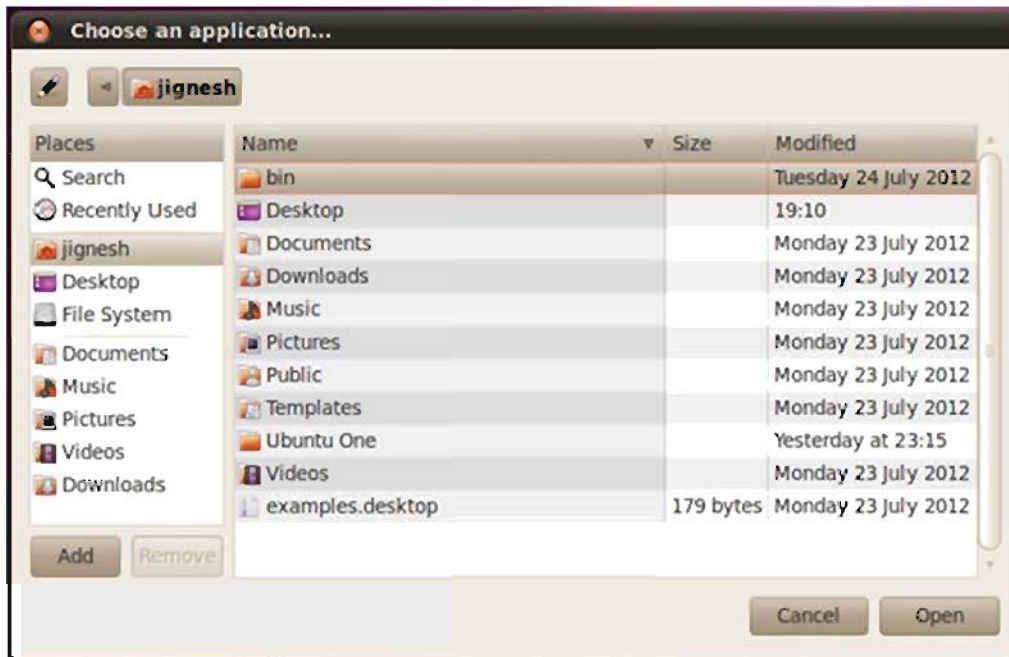 Choose an application...
jignesh
Places
Search
Recently Used
jignesh
Desktop
File System
Documents
Music
Pictures
Videos
Downloads
Add Remove
Name Size Modified
bin Tuesday 24 July 2012
Desktop 19:10
Documents Monday 23 July 2012
Downloads Monday 23 July 2012
Music Monday 23 July 2012
Pictures Monday 23 July 2012
Public Monday 23 July 2012
Templates Monday 23 July 2012
Ubuntu One Yesterday at 23:15
Videos Monday 23 July 2012
examples.desktop 179 bytes Monday 23 July 2012
Cancel Open